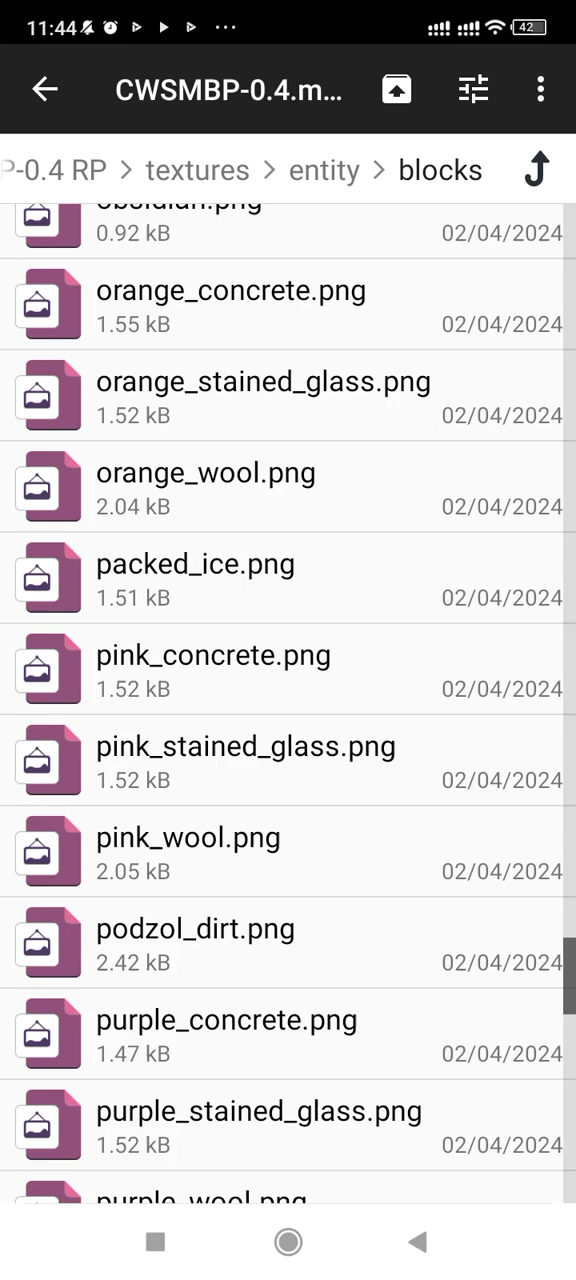 11:44
42
CWSMBP-0.4.m...
P-0.4 RP > textures > entity > blocks
obsidian.png
0.92 kB 02/04/2024
orange_concrete.png
1.55 kB 02/04/2024
orange_stained_glass.png
1.52 kB 02/04/2024
orange_wool.png
2.04 kB 02/04/2024
packed_ice.png
1.51 kB 02/04/2024
pink_concrete.png
1.52 kB 02/04/2024
pink_stained_glass.png
1.52 kB 02/04/2024
pink_wool.png
2.05 kB 02/04/2024
podzol_dirt.png
2.42 kB 02/04/2024
purple_concrete.png
1.47 kB 02/04/2024
purple_stained_glass.png
1.52 kB 02/04/2024
purple_wool.png